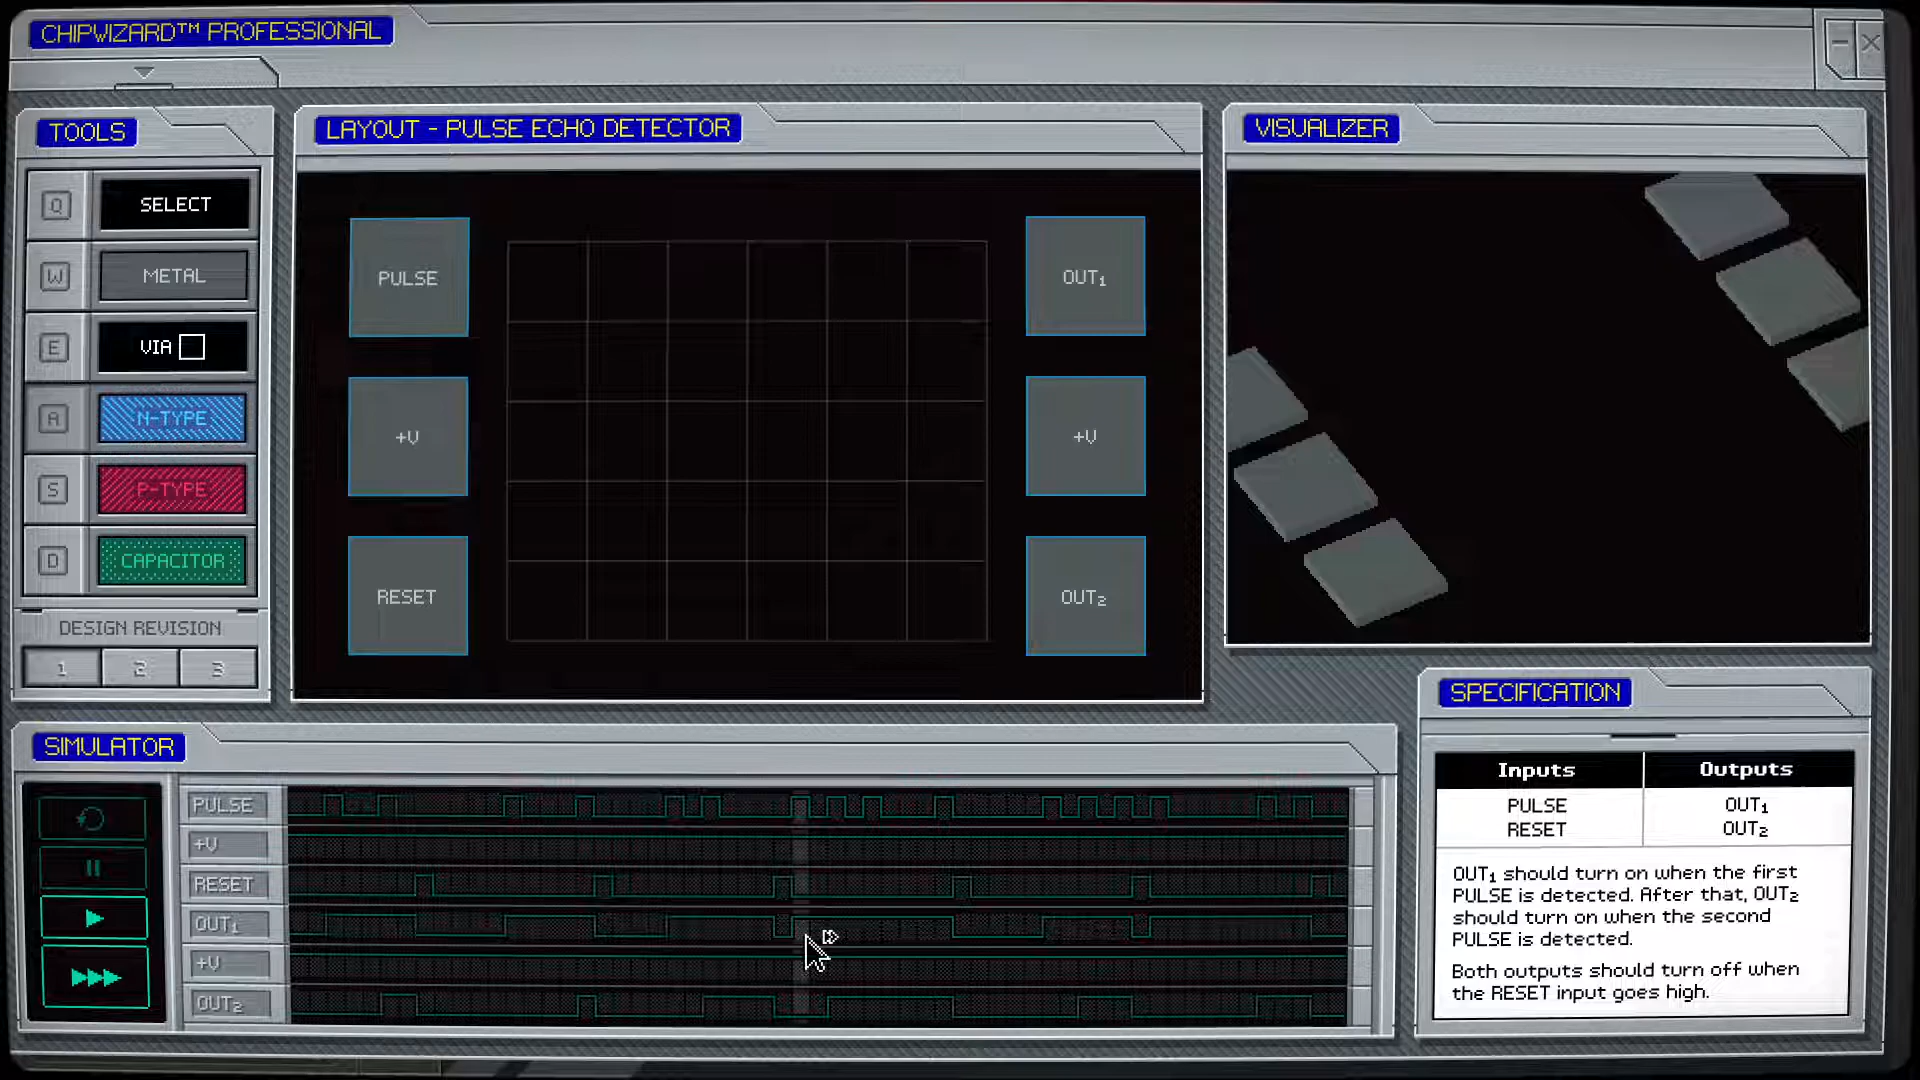 CHIPWIZARD™ PROFESSIONAL
TOOLS
Q
SELECT
W
METAL
E
VIA
A
N-TYPE
S
P-TYPE
D
CAPACITOR
DESIGN REVISION
1 2 3
LAYOUT - PULSE ECHO DETECTOR
PULSE
OUT₁
+V
+V
RESET
OUT₂
VISUALIZER
SIMULATOR
PULSE
+V
RESET
OUT₁
+V
OUT₂
SPECIFICATION
Inputs Outputs
PULSE OUT₁
RESET OUT₂
OUT₁ should turn on when the first
PULSE is detected. After that, OUT₂
should turn on when the second
PULSE is detected.
Both outputs should turn off when
the RESET input goes high.